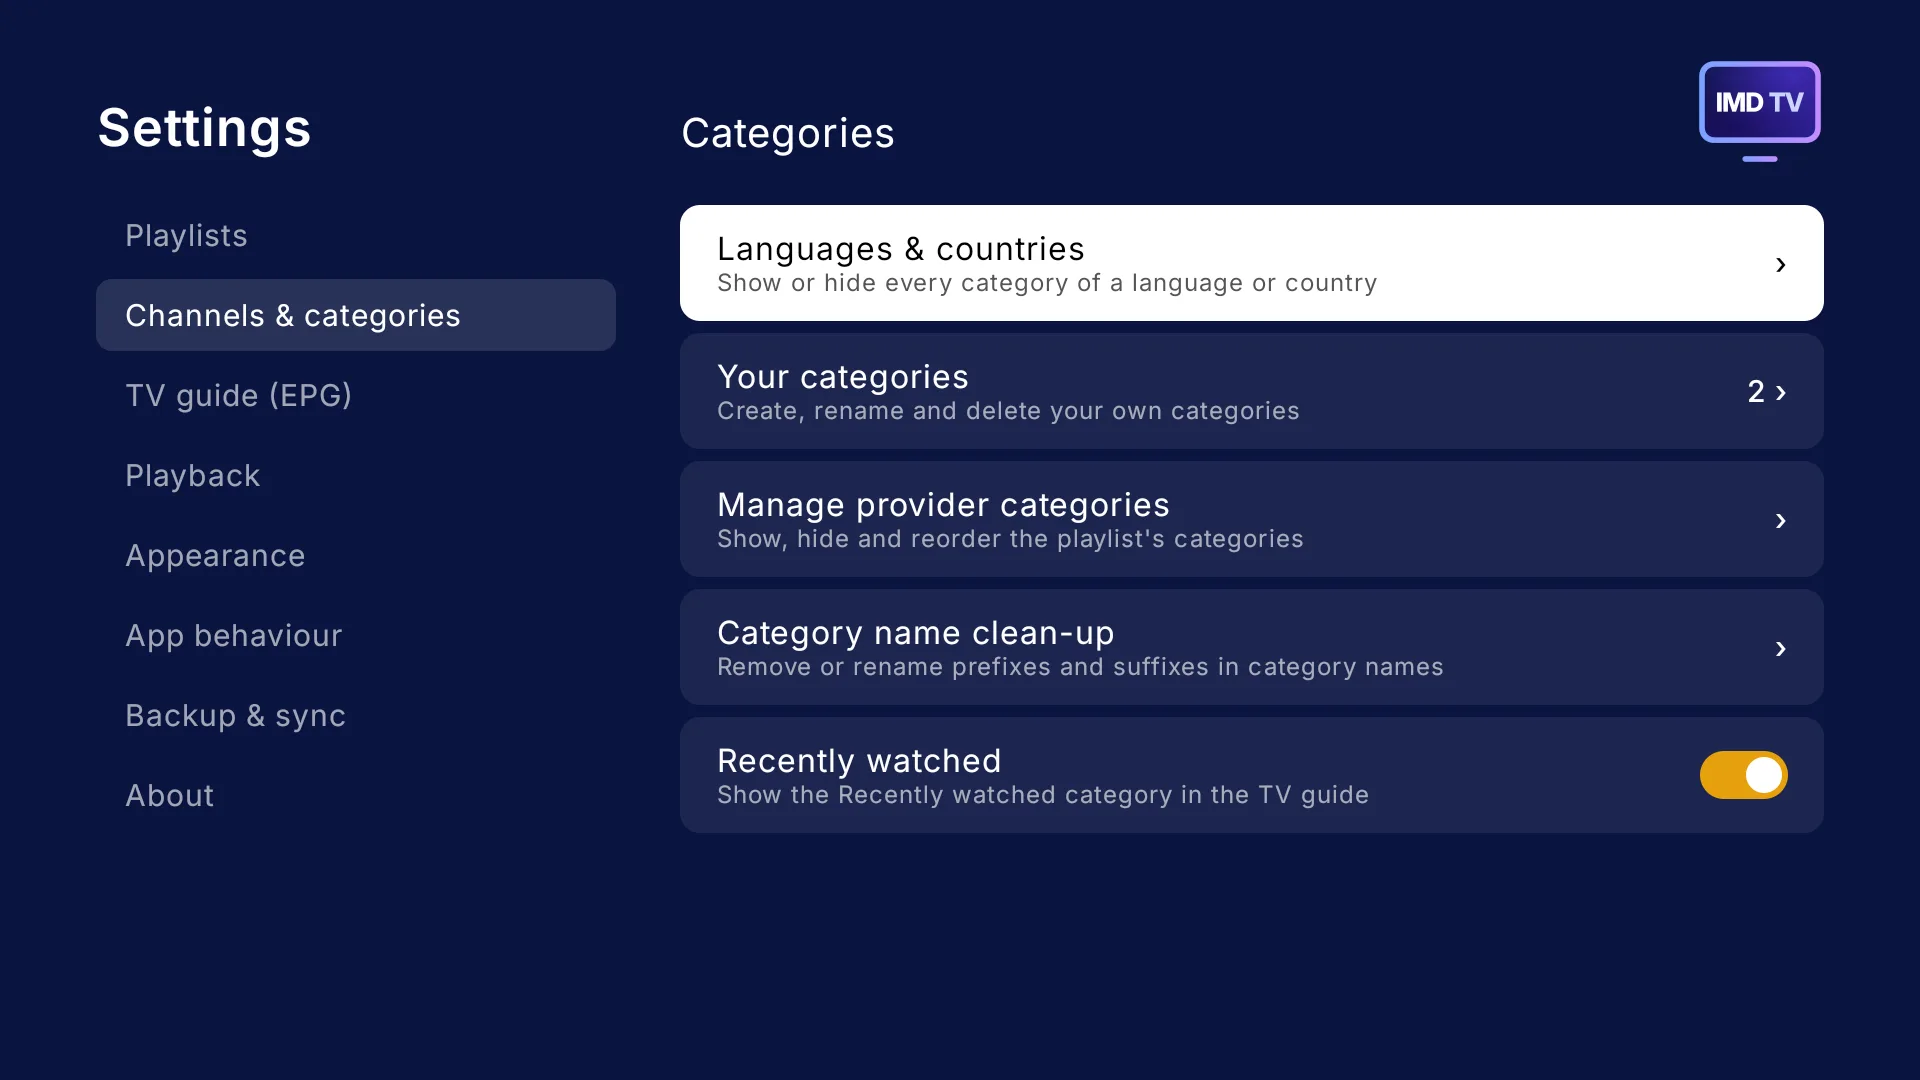 Settings
Playlists
Channels & categories
TV guide (EPG)
Playback
Appearance
App behaviour
Backup & sync
About
Categories
IMD TV
Languages & countries
Show or hide every category of a language or country
Your categories
Create, rename and delete your own categories
2
Manage provider categories
Show, hide and reorder the playlist's categories
Category name clean-up
Remove or rename prefixes and suffixes in category names
Recently watched
Show the Recently watched category in the TV guide